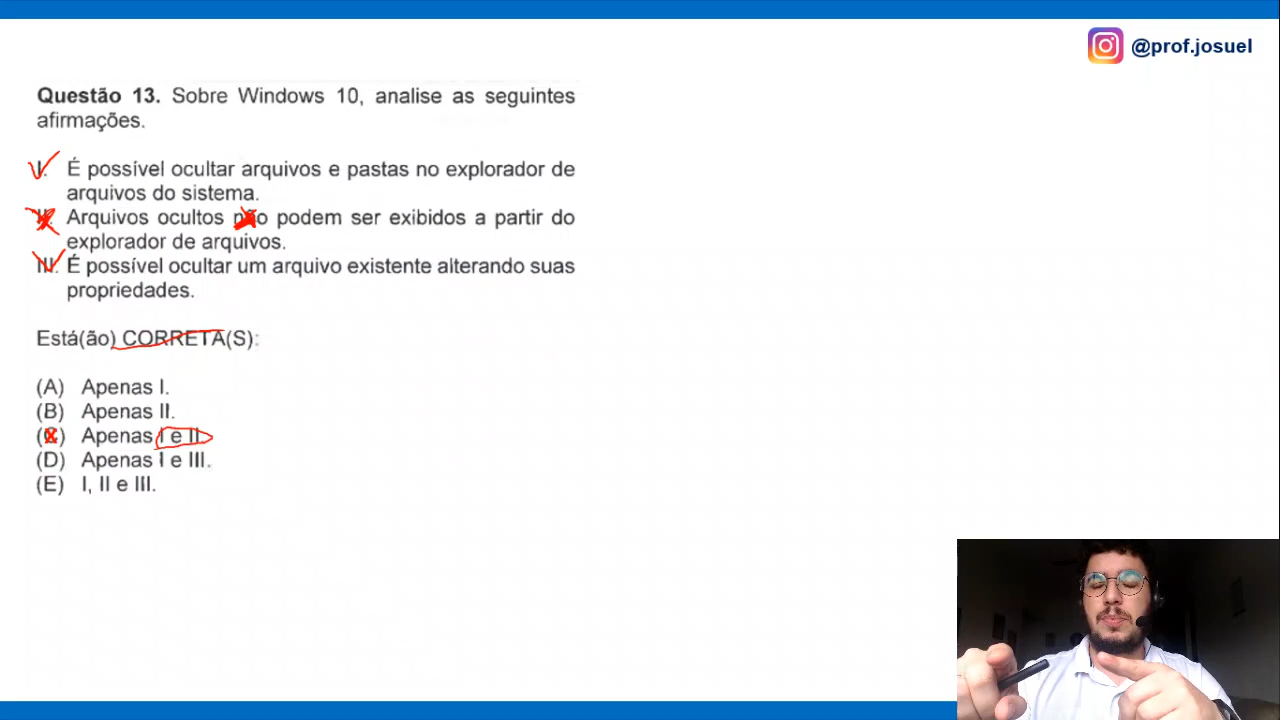 @prof.josuel
Questão 13. Sobre Windows 10, analise as seguintes
afirmações.
I. É possível ocultar arquivos e pastas no explorador de
arquivos do sistema.
II. Arquivos ocultos não podem ser exibidos a partir do
explorador de arquivos.
III. É possível ocultar um arquivo existente alterando suas
propriedades.
Está(ão) CORRETA(S):
(A) Apenas I.
(B) Apenas II.
(C) Apenas I e II.
(D) Apenas I e III.
(E) I, II e III.